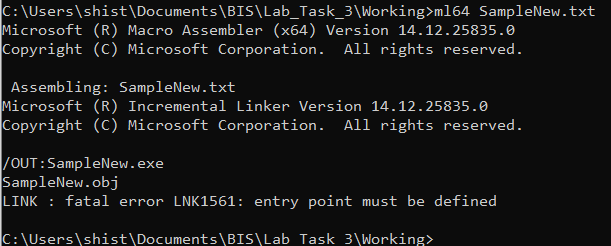 C:\Users\shist\Documents\BIS\Lab_Task_3\Working>ml64 SampleNew.txt
Microsoft (R) Macro Assembler (x64) Version 14.12.25835.0
Copyright (C) Microsoft Corporation.  All rights reserved.

 Assembling: SampleNew.txt
Microsoft (R) Incremental Linker Version 14.12.25835.0
Copyright (C) Microsoft Corporation.  All rights reserved.

/OUT:SampleNew.exe
SampleNew.obj
LINK : fatal error LNK1561: entry point must be defined

C:\Users\shist\Documents\BIS\Lab_Task_3\Working>